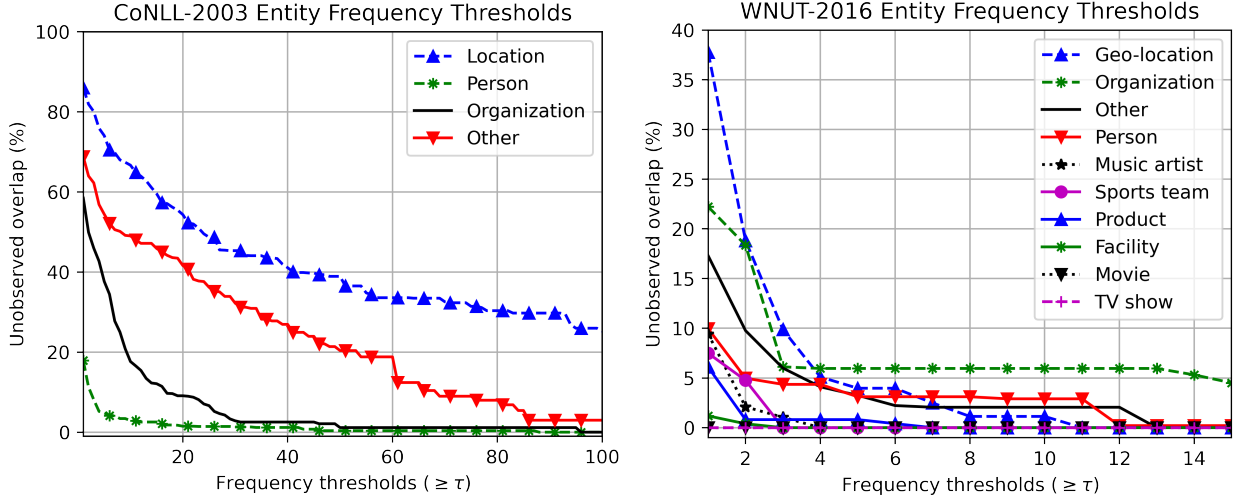 CoNLL-2003 Entity Frequency Thresholds
Unobserved overlap (%)
100
80
60
40
20
0
20
40
60
80
100
Frequency thresholds (≥ τ)
Location
Person
Organization
Other
WNUT-2016 Entity Frequency Thresholds
Unobserved overlap (%)
40
35
30
25
20
15
10
5
0
2
4
6
8
10
12
14
Frequency thresholds (≥ τ)
Geo-location
Organization
Other
Person
Music artist
Sports team
Product
Facility
Movie
TV show